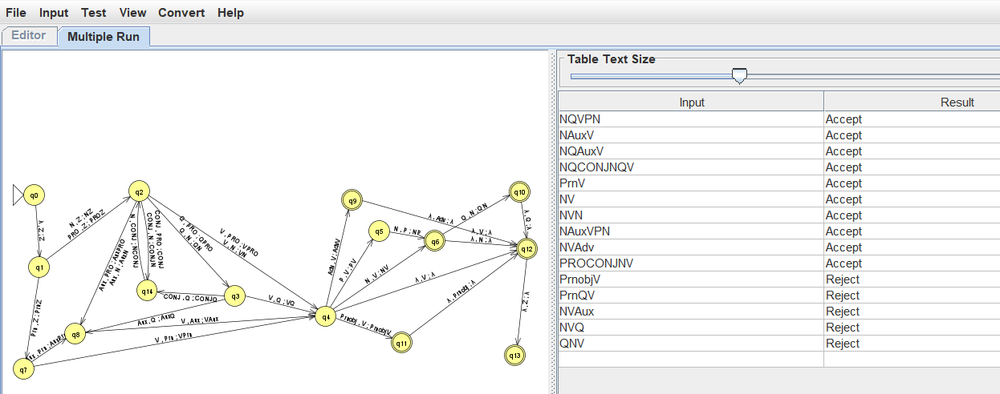 File Input Test View Convert Help
Editor Multiple Run
Table Text Size
Input Result
NQVPN Accept
NAuxV Accept
NQAuxV Accept
NQCONJNQV Accept
PrnV Accept
NV Accept
NVN Accept
NAuxVPN Accept
NVAdv Accept
PROCONJNV Accept
PrnobjV Reject
PrnQV Reject
NVAux Reject
NVQ Reject
QNV Reject
q0
λ,Z;Z
q1
N,Z;NZ
PRO,Z;PROZ
Prn,Z;PrnZ
q2
Aux,PRO;AuxPRO
Aux,N;AuxN
N,CONJ;NCONJ
CONJ,N;CONJN
CONJ,PRO;CONJ
Q,PRO;QPRO
Q,N;QN
V,PRO;VPRO
V,N;VN
q14
CONJ,Q;CONJQ
q3
V,Q;VQ
Aux,Q;AuxQ
q8
V,Aux;VAux
q7
V,Prn;VPrn
q4
Adv,V;AdvV
P,V;PV
N,V;NV
λ,V;λ
Prnobj,V;PrnobjV
q9
λ,Adv;λ
q5
N,P;NP
q6
Q,N;QN
λ,V;λ
λ,N;λ
q10
λ,Q;λ
q12
λ,Prnobj;λ
q11
λ,Z;λ
q13